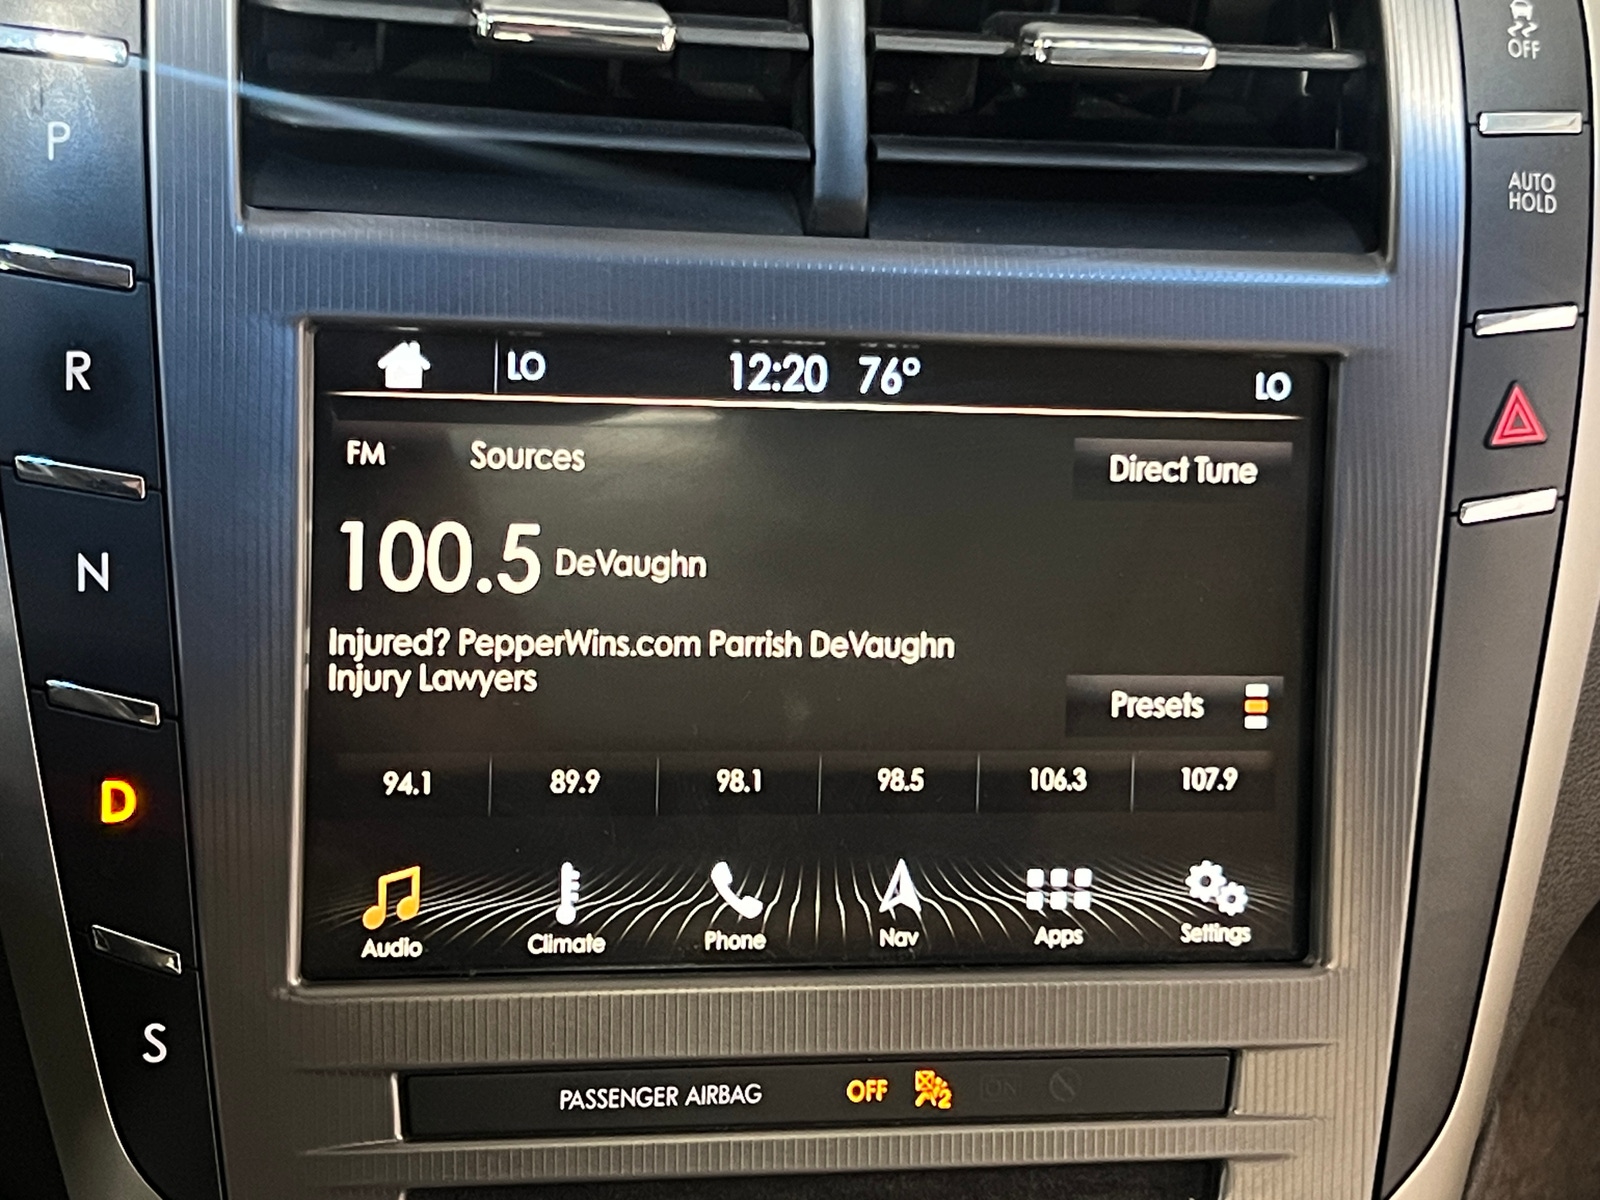 OFF
P
AUTO
HOLD
R
N
D
S
LO 12:20 76° LO
FM Sources Direct Tune
100.5 DeVaughn
Injured? PepperWins.com Parrish DeVaughn
Injury Lawyers
Presets
94.1 89.9 98.1 98.5 106.3 107.9
Audio Climate Phone Nav Apps Settings
PASSENGER AIRBAG OFF 2 ON